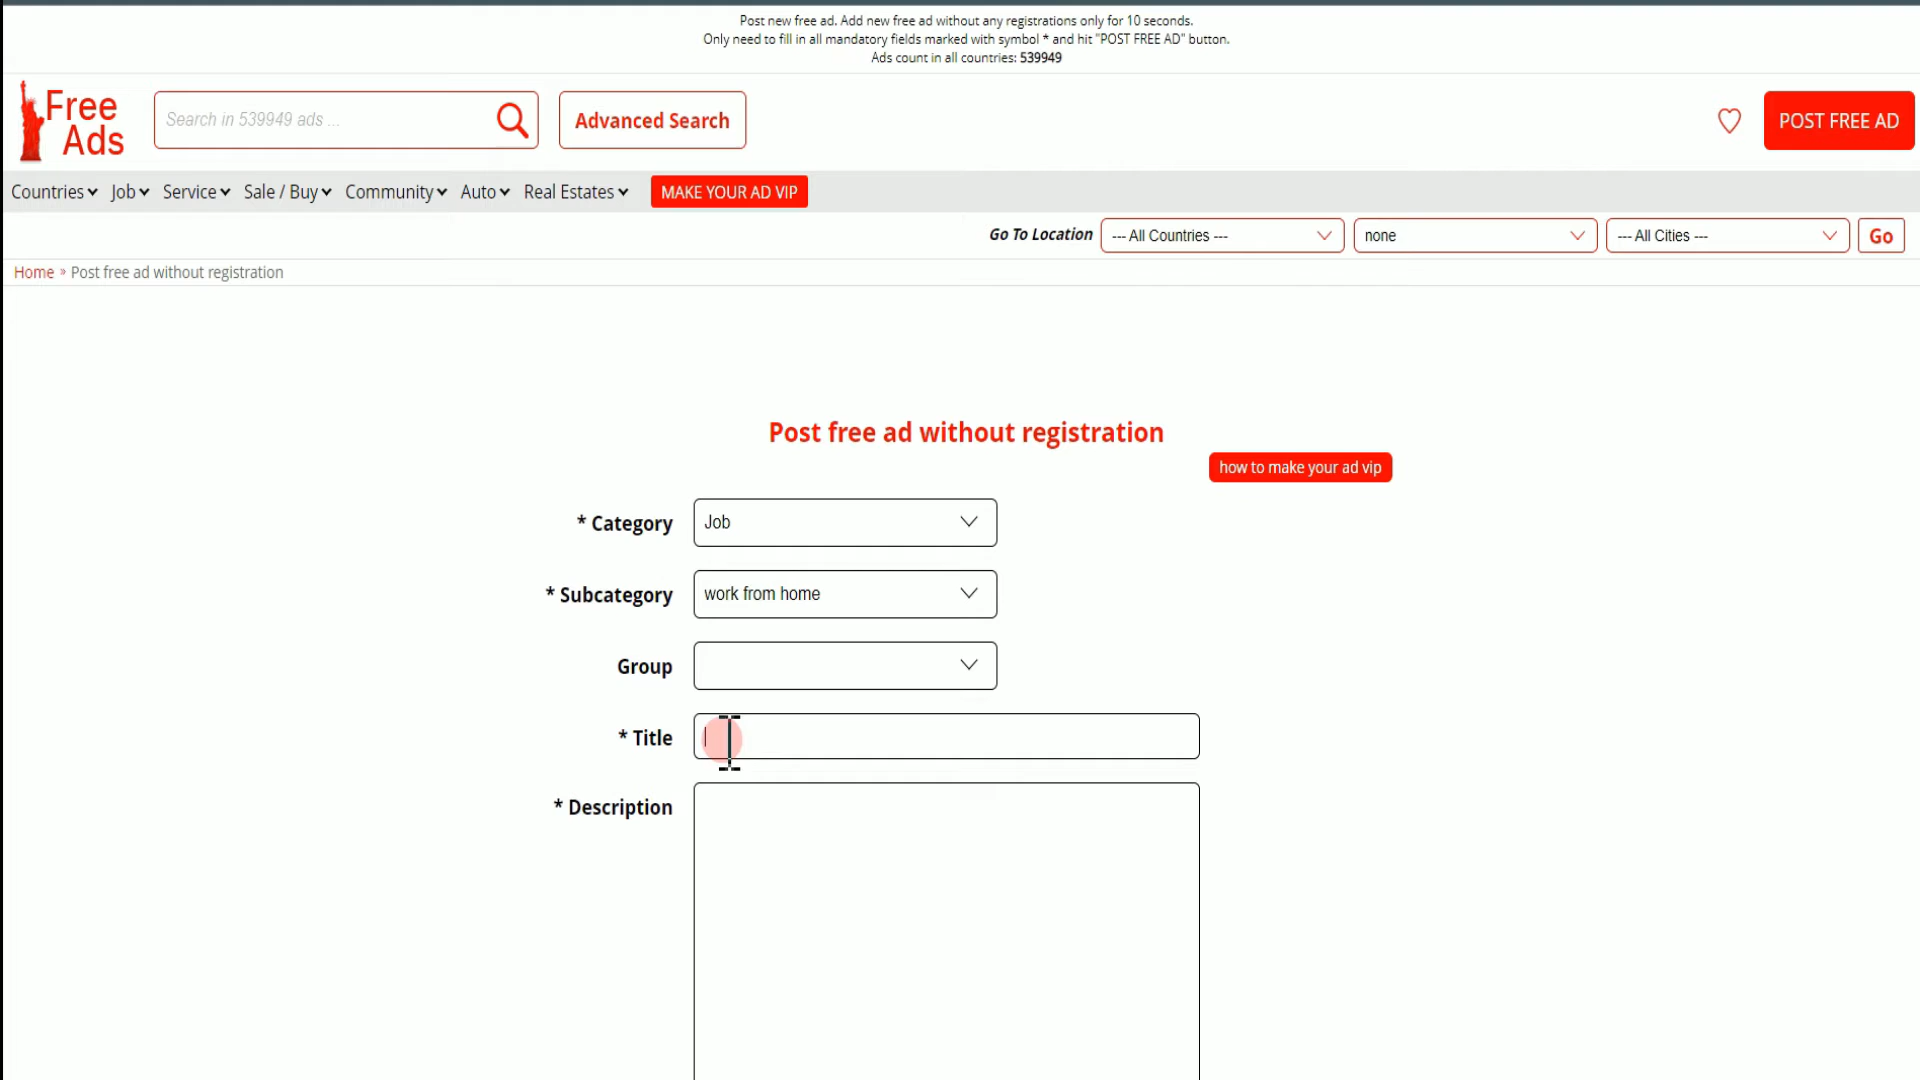 Post new free ad. Add new free ad without any registrations only for 10 seconds.
Only need to fill in all mandatory fields marked with symbol * and hit "POST FREE AD" button.
Ads count in all countries: 539949
Free
Ads
Search in 539949 ads ...
Advanced Search
POST FREE AD
Countries Job Service Sale / Buy Community Auto Real Estates MAKE YOUR AD VIP
Go To Location --- All Countries --- none --- All Cities --- Go
Home » Post free ad without registration
Post free ad without registration
how to make your ad vip
* Category Job
* Subcategory work from home
Group
* Title
* Description